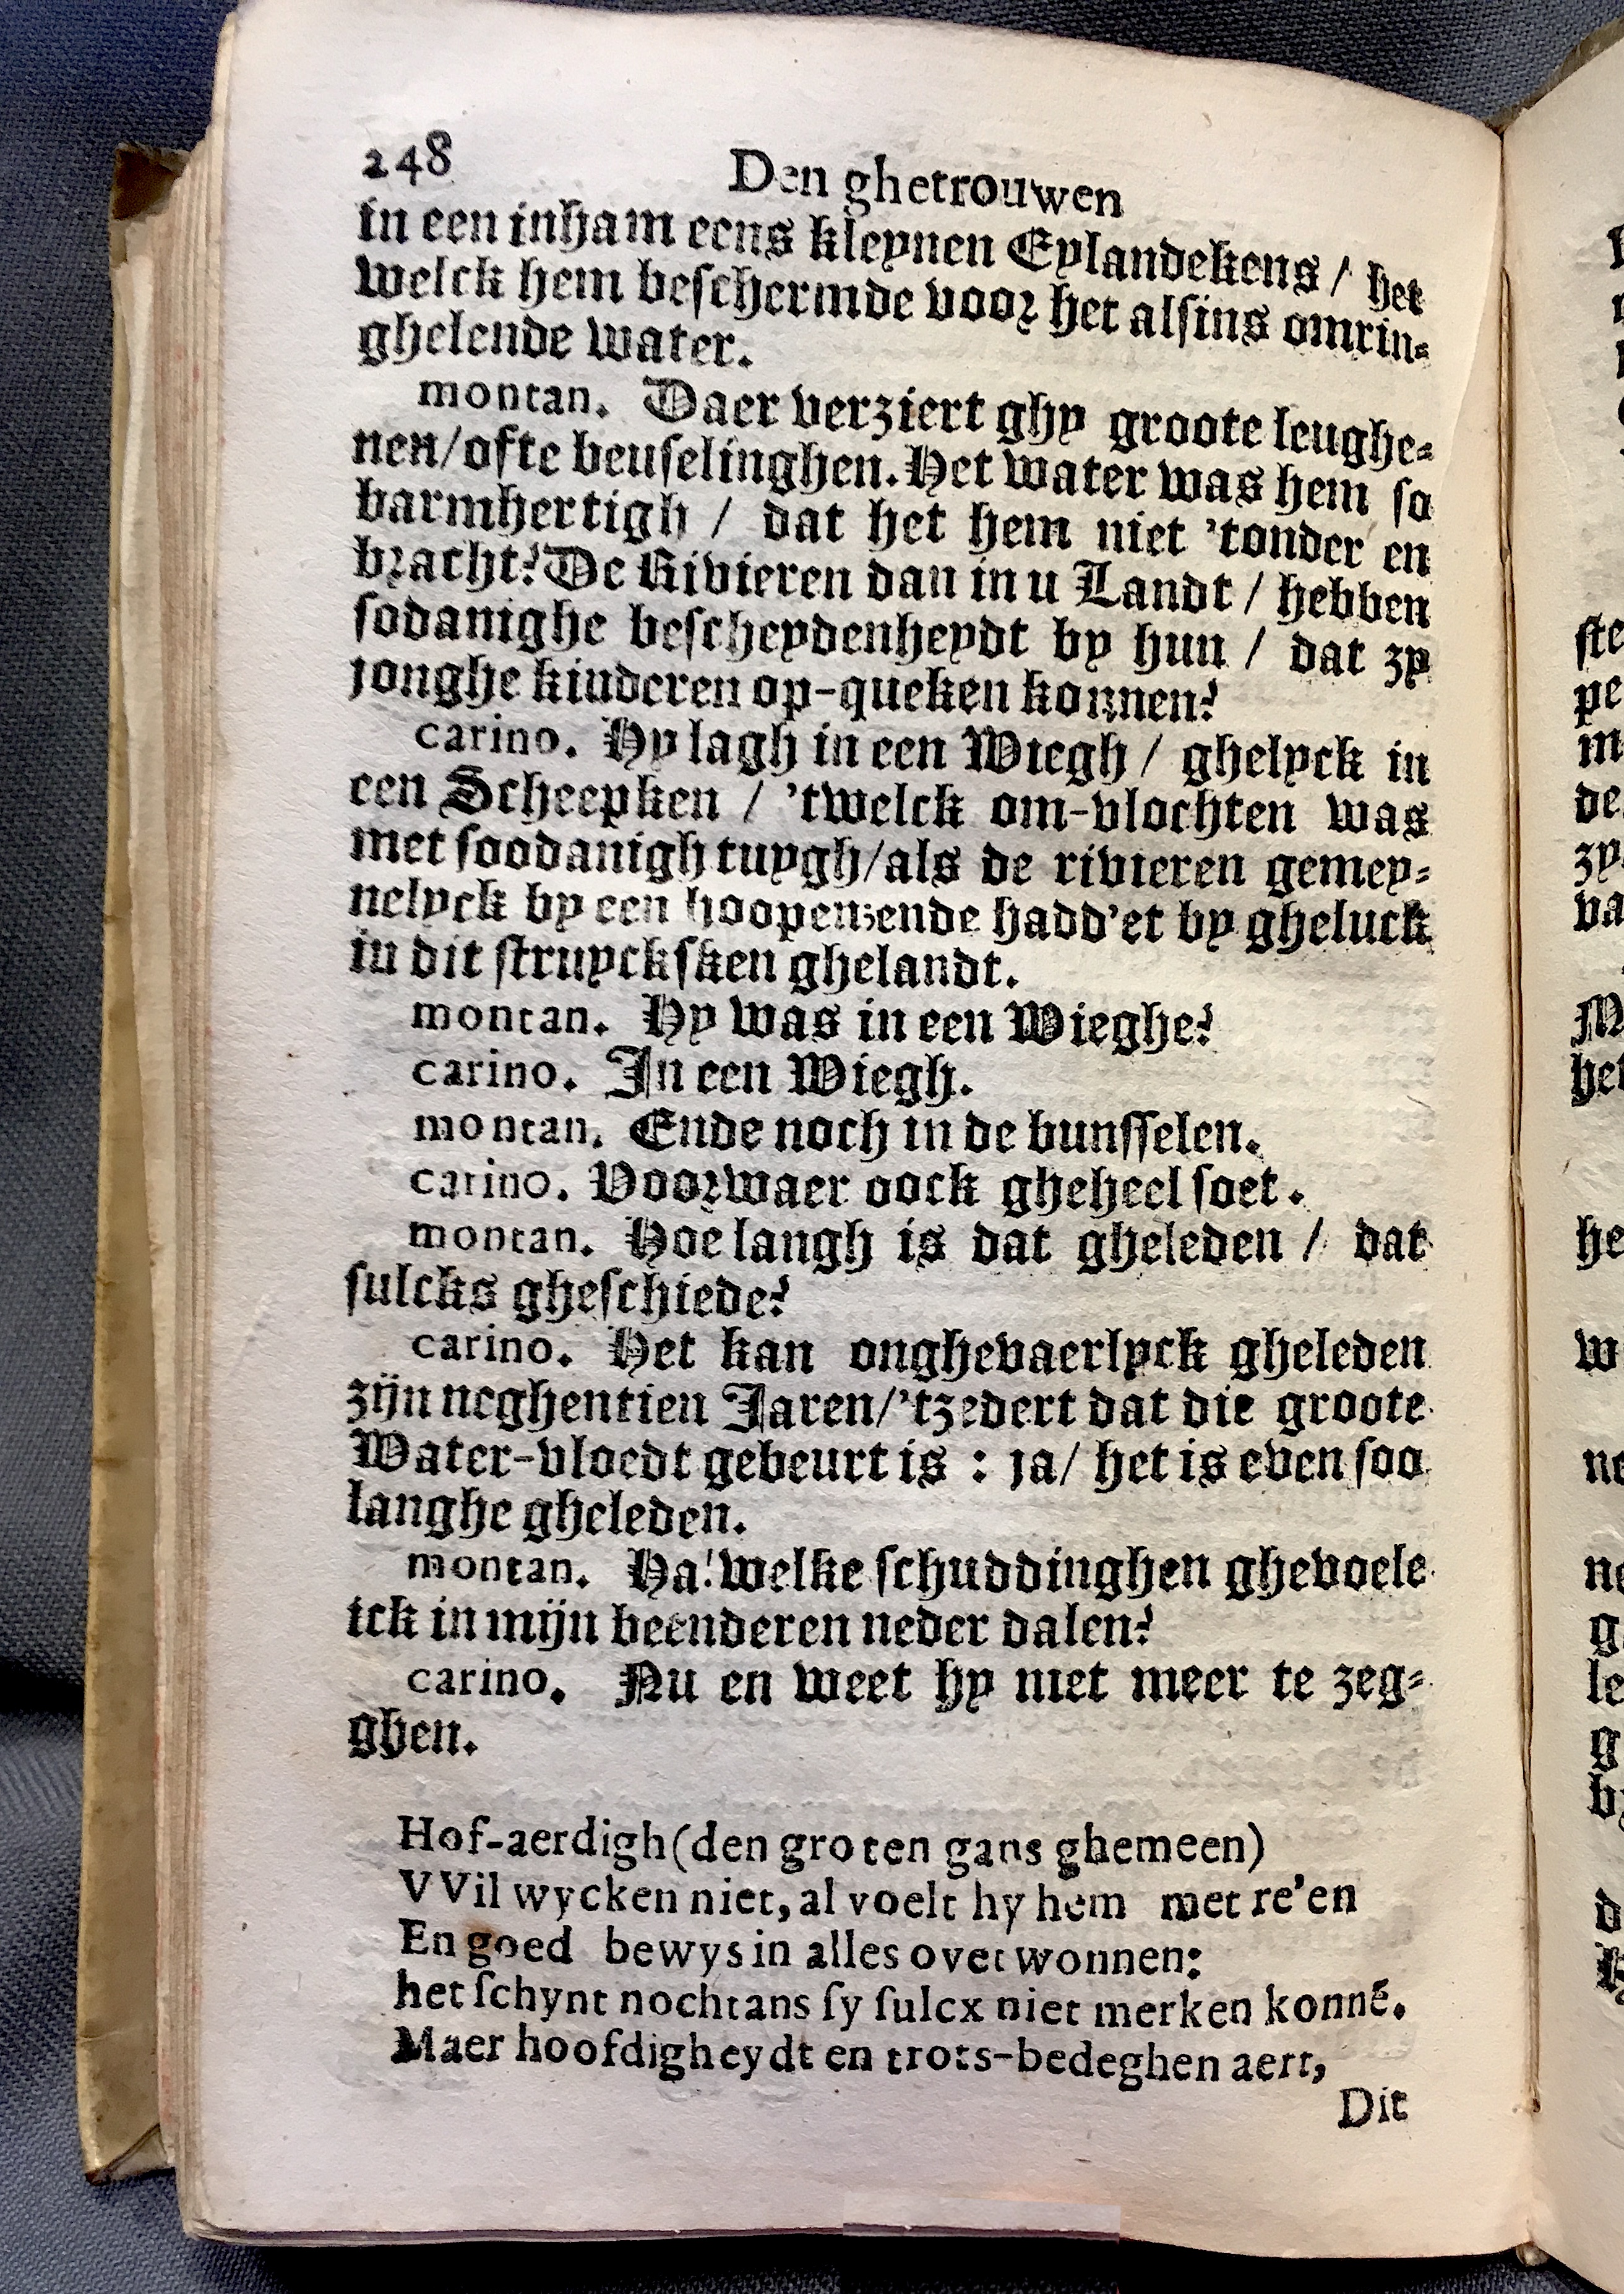 248 Den ghetrouwen
in een inham eens kleynen Eylandekens / het
welck hem beschermde voor het alsins omrin-
ghelende water.
montan. Daer verziert ghy groote leughe-
nen/ofte beuselinghen. Het water was hem so
barmhertigh / dat het hem niet 'tonder en
bracht? De Rivieren dan in u Landt / hebben
sodanighe bescheydenheydt by hun / dat zy
jonghe kinderen op-queken konnen?
carino. Hy lagh in een Wiegh / ghelyck in
een Scheepken / 'twelck om-vlochten was
met soodanigh tuygh/als de rivieren gemey-
nelyck by een hoopen: ende hadd'et by gheluck
in dit struycksken ghelandt.
montan. Hy was in een Wieghe?
carino. In een Wiegh.
montan. Ende noch in de bunsselen.
carino. Voorwaer oock gheheel soet.
montan. Hoe langh is dat gheleden / dat
sulcks gheschiede?
carino. Het kan onghevaerlyck gheleden
zijn neghentien Jaren/'tzedert dat die groote
Water-vloedt gebeurt is : ja/ het is even soo
langhe gheleden.
montan. Ha! welke schuddinghen ghevoele
ick in mijn beenderen neder dalen?
carino. Nu en weet hy niet meer te zeg-
ghen.
Hof-aerdigh (den groten gans ghemeen)
VVil wycken niet, al voelt hy hem met re'en
En goed bewys in alles overwonnen:
het schynt nochtans sy sulcx niet merken konnē.
Maer hoofdigheydt en trots-bedeghen aert,
Dit